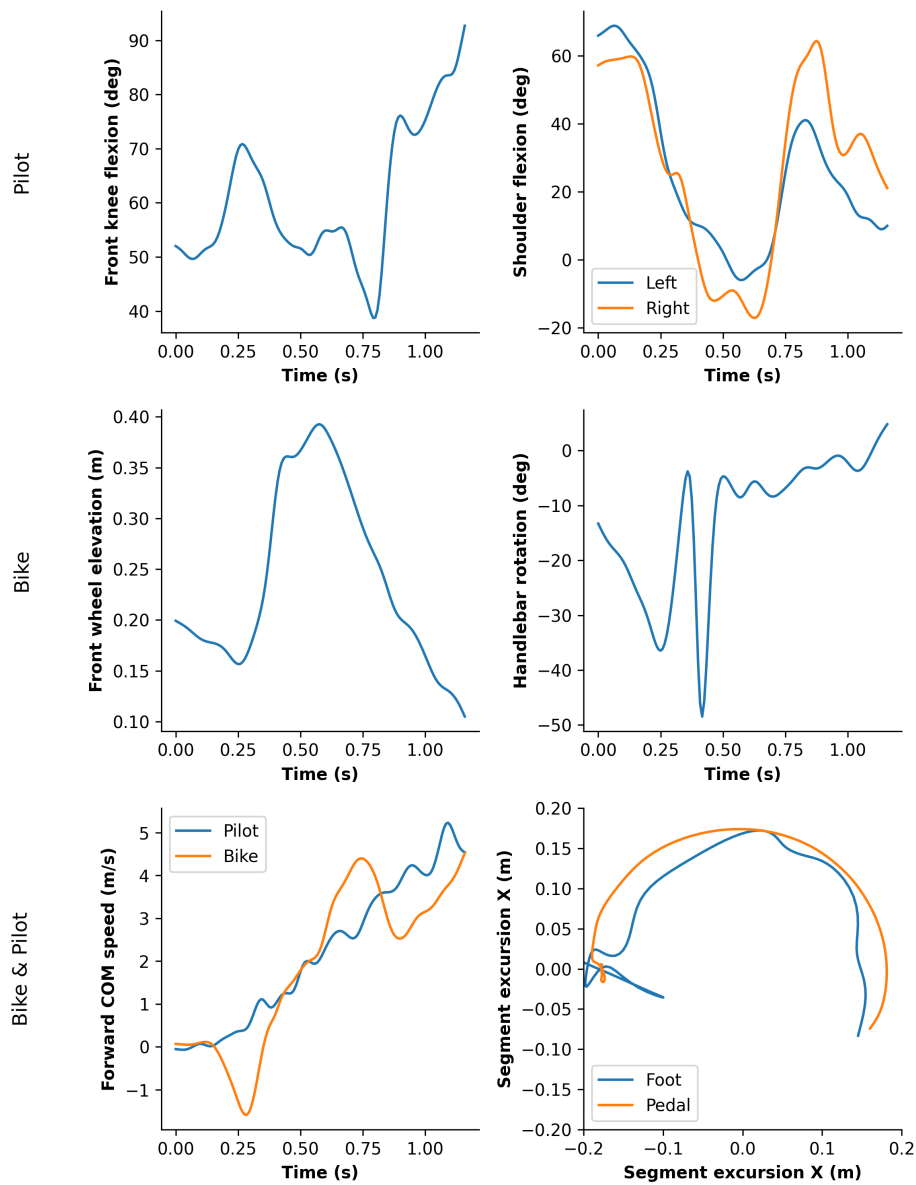 Pilot
Front knee flexion (deg)
90
80
70
60
50
40
0.00 0.25 0.50 0.75 1.00
Time (s)
Shoulder flexion (deg)
60
40
20
0
−20
Left
Right
0.00 0.25 0.50 0.75 1.00
Time (s)
Bike
Front wheel elevation (m)
0.40
0.35
0.30
0.25
0.20
0.15
0.10
0.00 0.25 0.50 0.75 1.00
Time (s)
Handlebar rotation (deg)
0
−10
−20
−30
−40
−50
0.00 0.25 0.50 0.75 1.00
Time (s)
Bike & Pilot
Forward COM speed (m/s)
5
4
3
2
1
0
−1
Pilot
Bike
0.00 0.25 0.50 0.75 1.00
Time (s)
Segment excursion X (m)
0.20
0.15
0.10
0.05
0.00
−0.05
−0.10
−0.15
−0.20
Foot
Pedal
−0.2 −0.1 0.0 0.1 0.2
Segment excursion X (m)